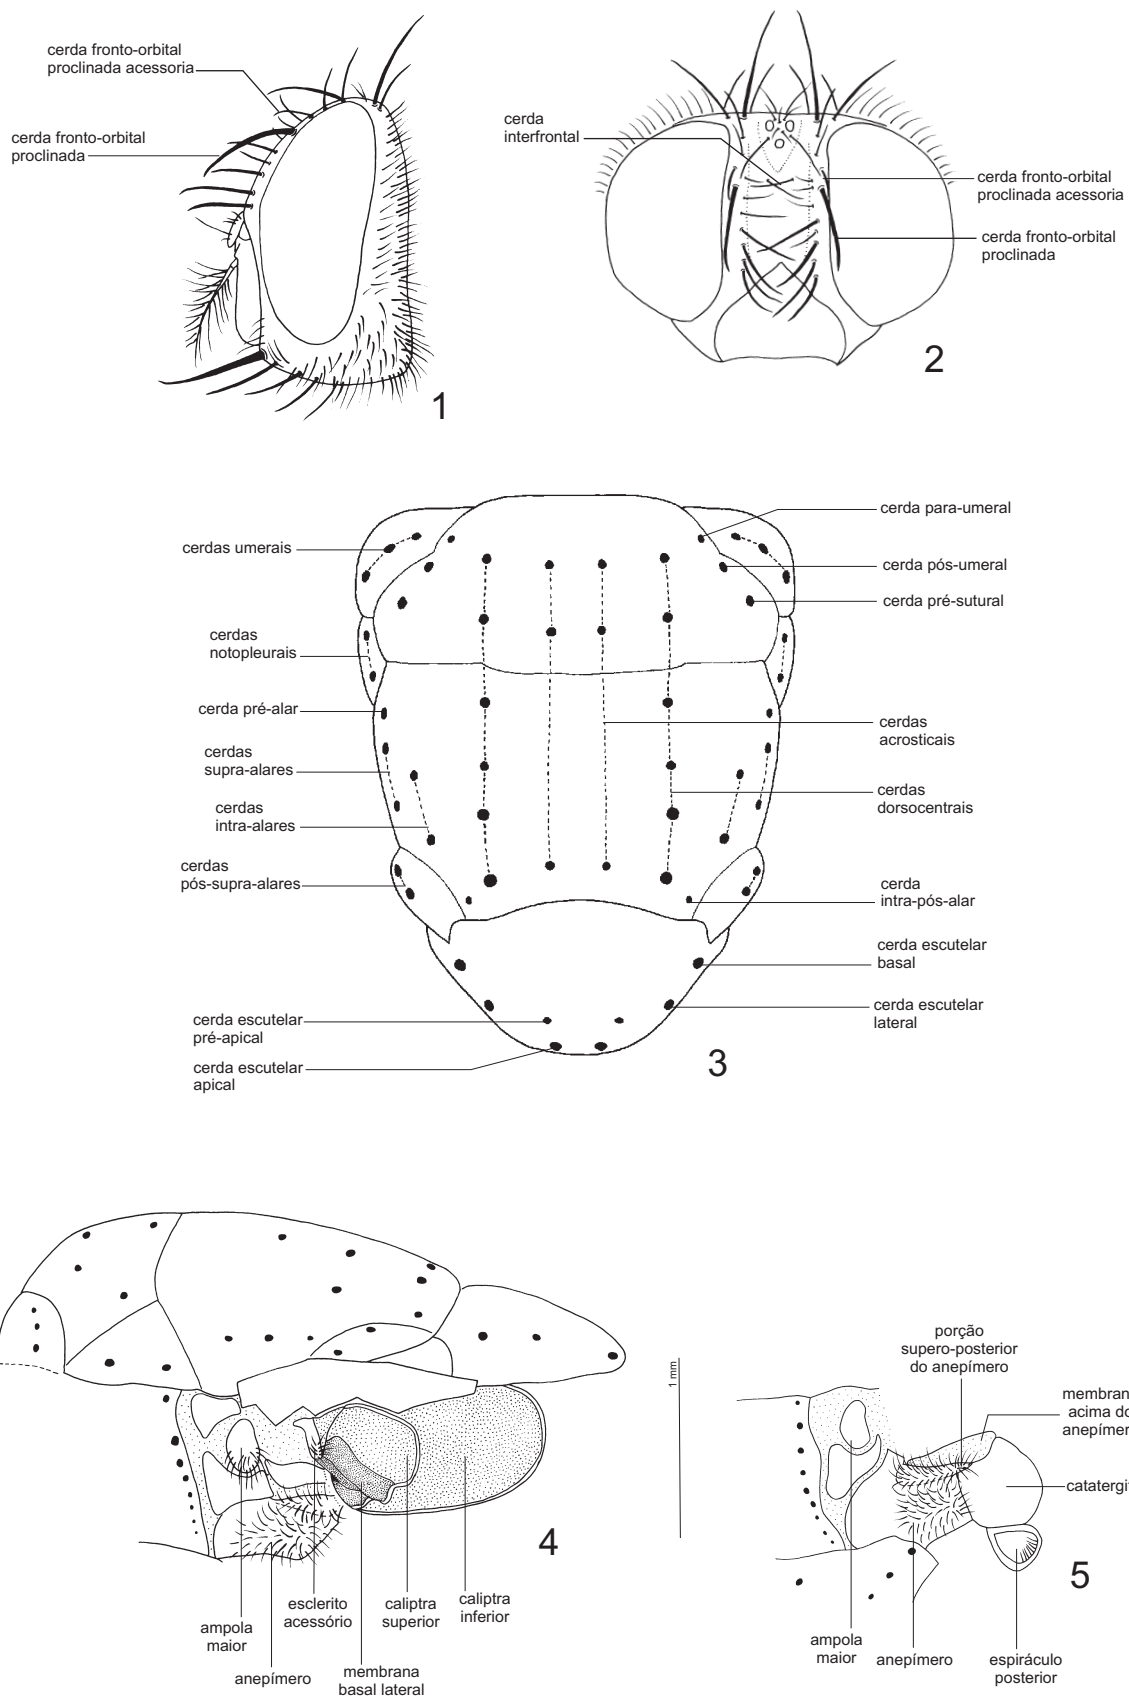 cerda fronto-orbital
proclinada acessoria
cerda fronto-orbital
proclinada
1
cerda
interfrontal
cerda fronto-orbital
proclinada acessoria
cerda fronto-orbital
proclinada
2
cerdas umerais
cerdas
notopleurais
cerda pré-alar
cerdas
supra-alares
cerdas
intra-alares
cerdas
pós-supra-alares
cerda escutelar
pré-apical
cerda escutelar
apical
cerda para-umeral
cerda pós-umeral
cerda pré-sutural
cerdas
acrosticais
cerdas
dorsocentrais
cerda
intra-pós-alar
cerda escutelar
basal
cerda escutelar
lateral
3
ampola
maior
anepímero
esclerito
acessório
membrana
basal lateral
caliptra
superior
caliptra
inferior
4
1 mm
porção
supero-posterior
do anepímero
membran
acima do
anepímer
catatergi
ampola
maior
anepímero
espiráculo
posterior
5